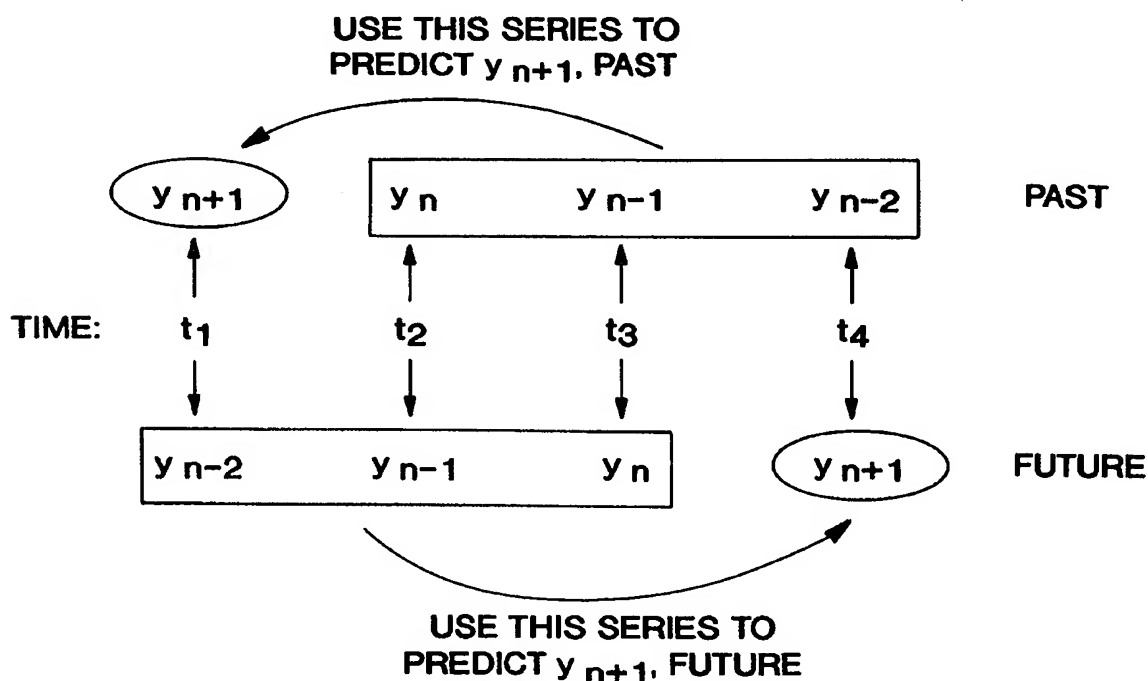 USE THIS SERIES TO
PREDICT y n+1, PAST
y n+1 y n y n-1 y n-2 PAST
TIME: t1 t2 t3 t4
y n-2 y n-1 y n y n+1 FUTURE
USE THIS SERIES TO
PREDICT y n+1, FUTURE